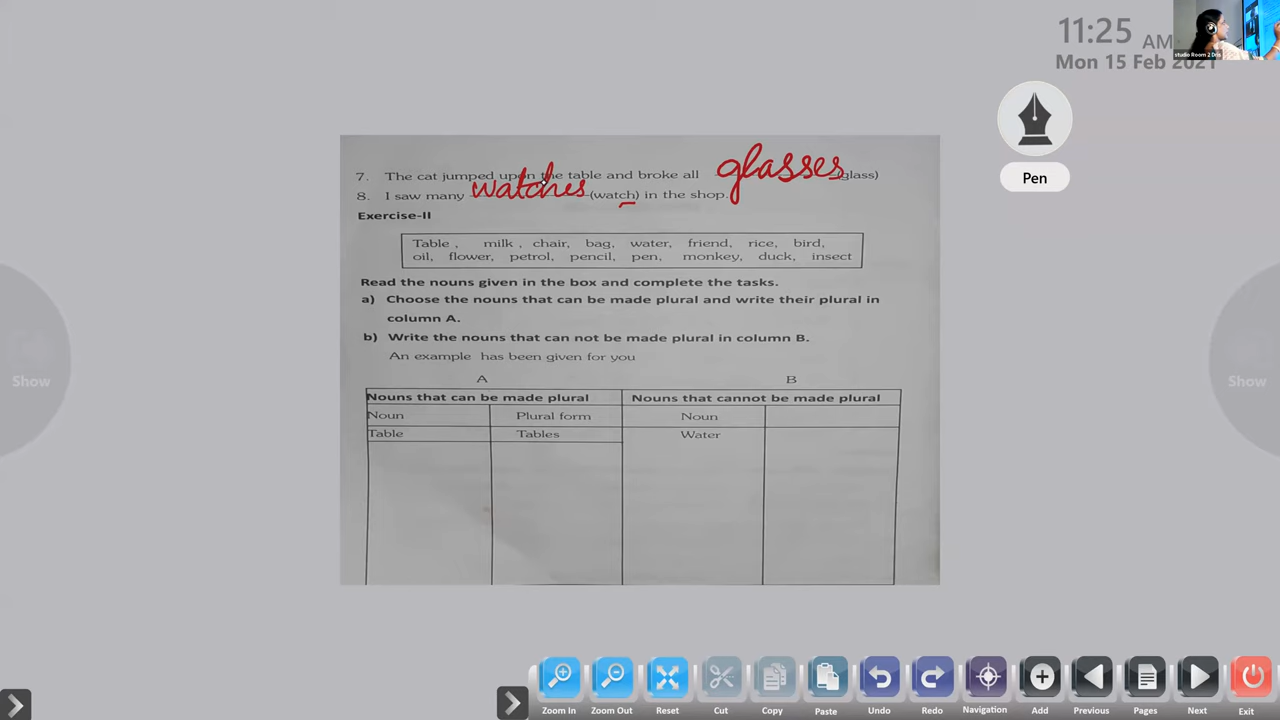 11:25 AM
Mon 15 Feb 2021
studio Room 2 Dns
Pen
7. The cat jumped upon the table and broke all glasses (glass)
8. I saw many watches (watch) in the shop.
Exercise-II
Table , milk , chair, bag, water, friend, rice, bird,
oil, flower, petrol, pencil, pen, monkey, duck, insect
Read the nouns given in the box and complete the tasks.
a) Choose the nouns that can be made plural and write their plural in
column A.
b) Write the nouns that can not be made plural in column B.
An example has been given for you
A B
Nouns that can be made plural Nouns that cannot be made plural
Noun Plural form Noun
Table Tables Water
Show Show
Zoom In Zoom Out Reset Cut Copy Paste Undo Redo Navigation Add Previous Pages Next Exit